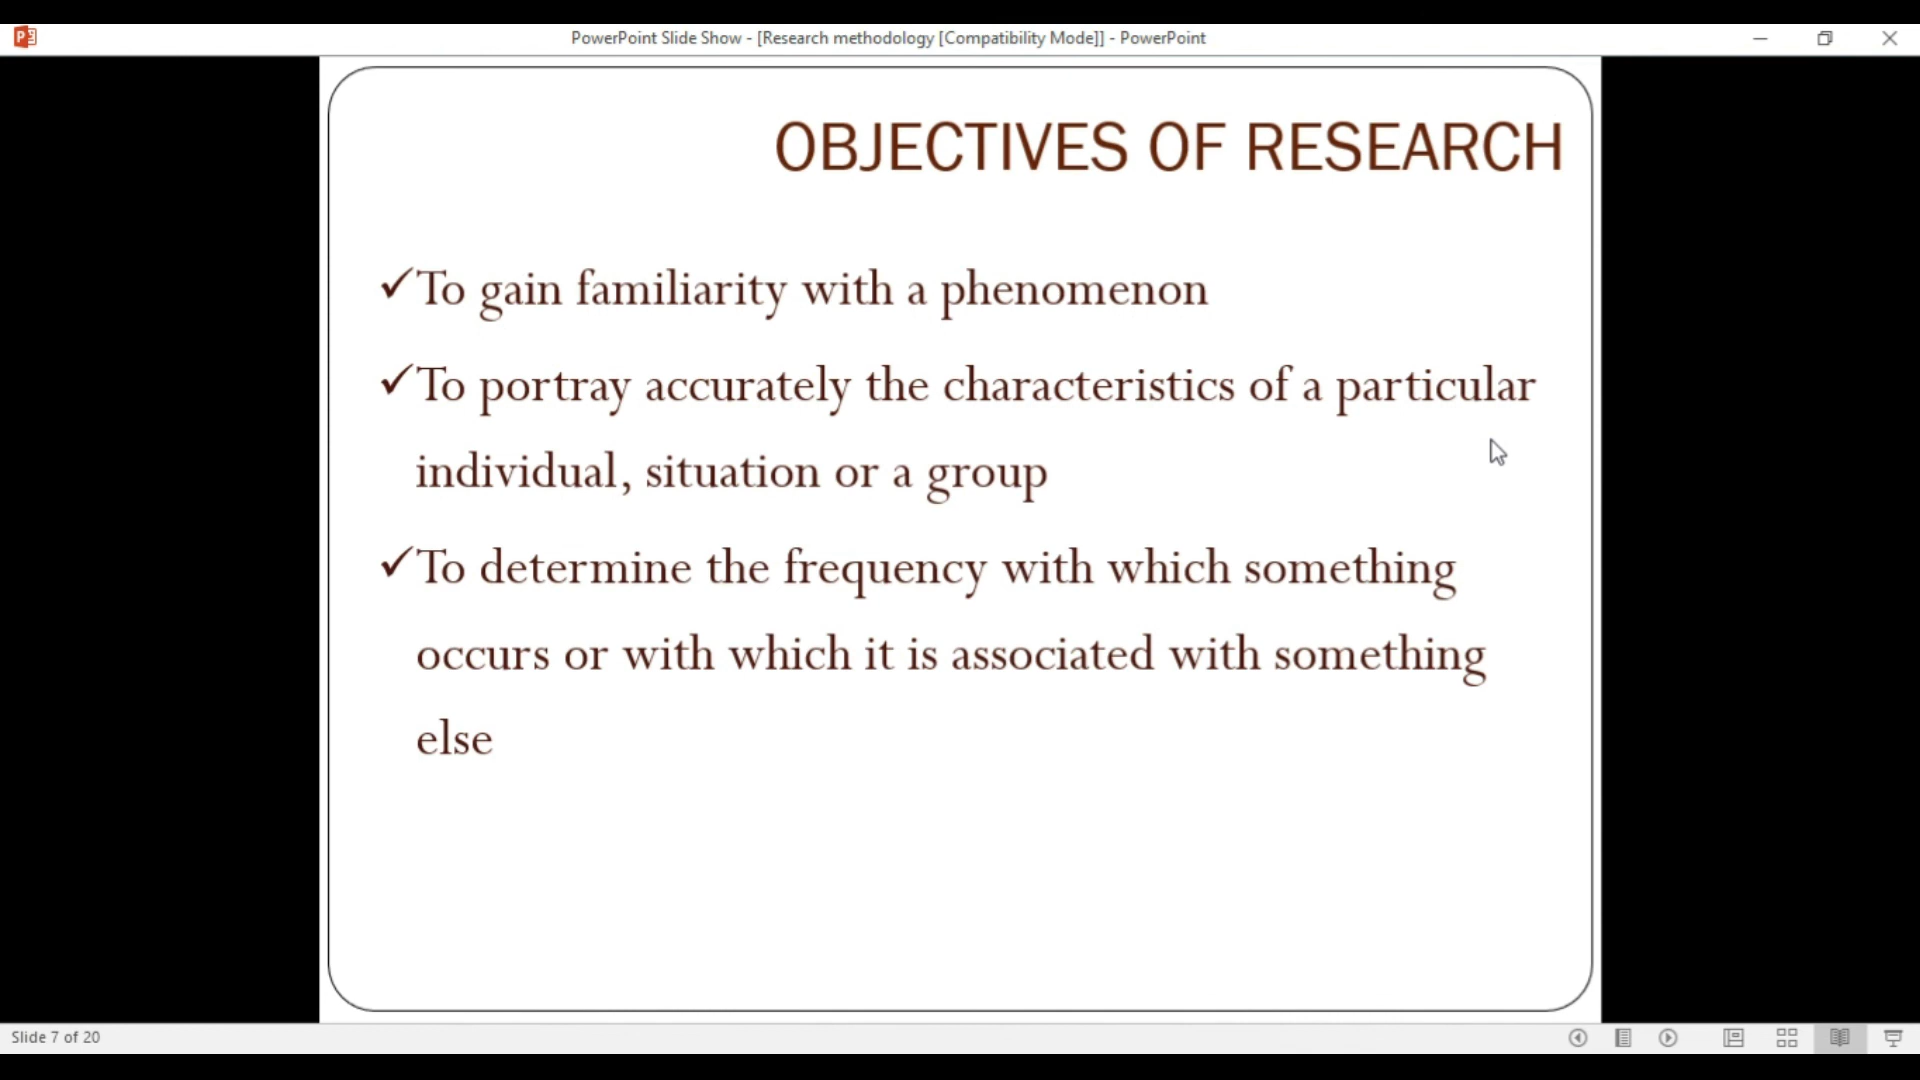 PowerPoint Slide Show - [Research methodology [Compatibility Mode]] - PowerPoint
OBJECTIVES OF RESEARCH
✓To gain familiarity with a phenomenon
✓To portray accurately the characteristics of a particular
individual, situation or a group
✓To determine the frequency with which something
occurs or with which it is associated with something
else
Slide 7 of 20